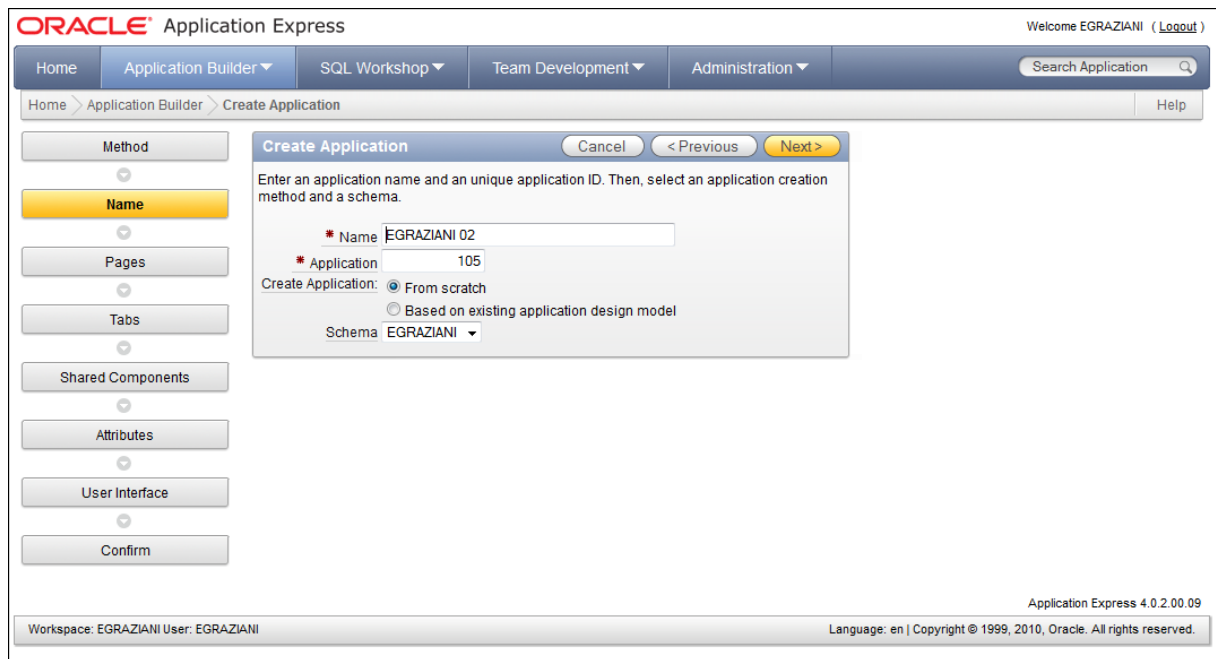 ORACLE Application Express
Welcome EGRAZIANI ( Logout )
Home Application Builder SQL Workshop Team Development Administration Search Application
Home Application Builder Create Application Help
Method
Name
Pages
Tabs
Shared Components
Attributes
User Interface
Confirm
Create Application Cancel < Previous Next >
Enter an application name and an unique application ID. Then, select an application creation
method and a schema.
* Name EGRAZIANI 02
* Application 105
Create Application: From scratch
Based on existing application design model
Schema EGRAZIANI
Application Express 4.0.2.00.09
Workspace: EGRAZIANI User: EGRAZIANI
Language: en | Copyright © 1999, 2010, Oracle. All rights reserved.